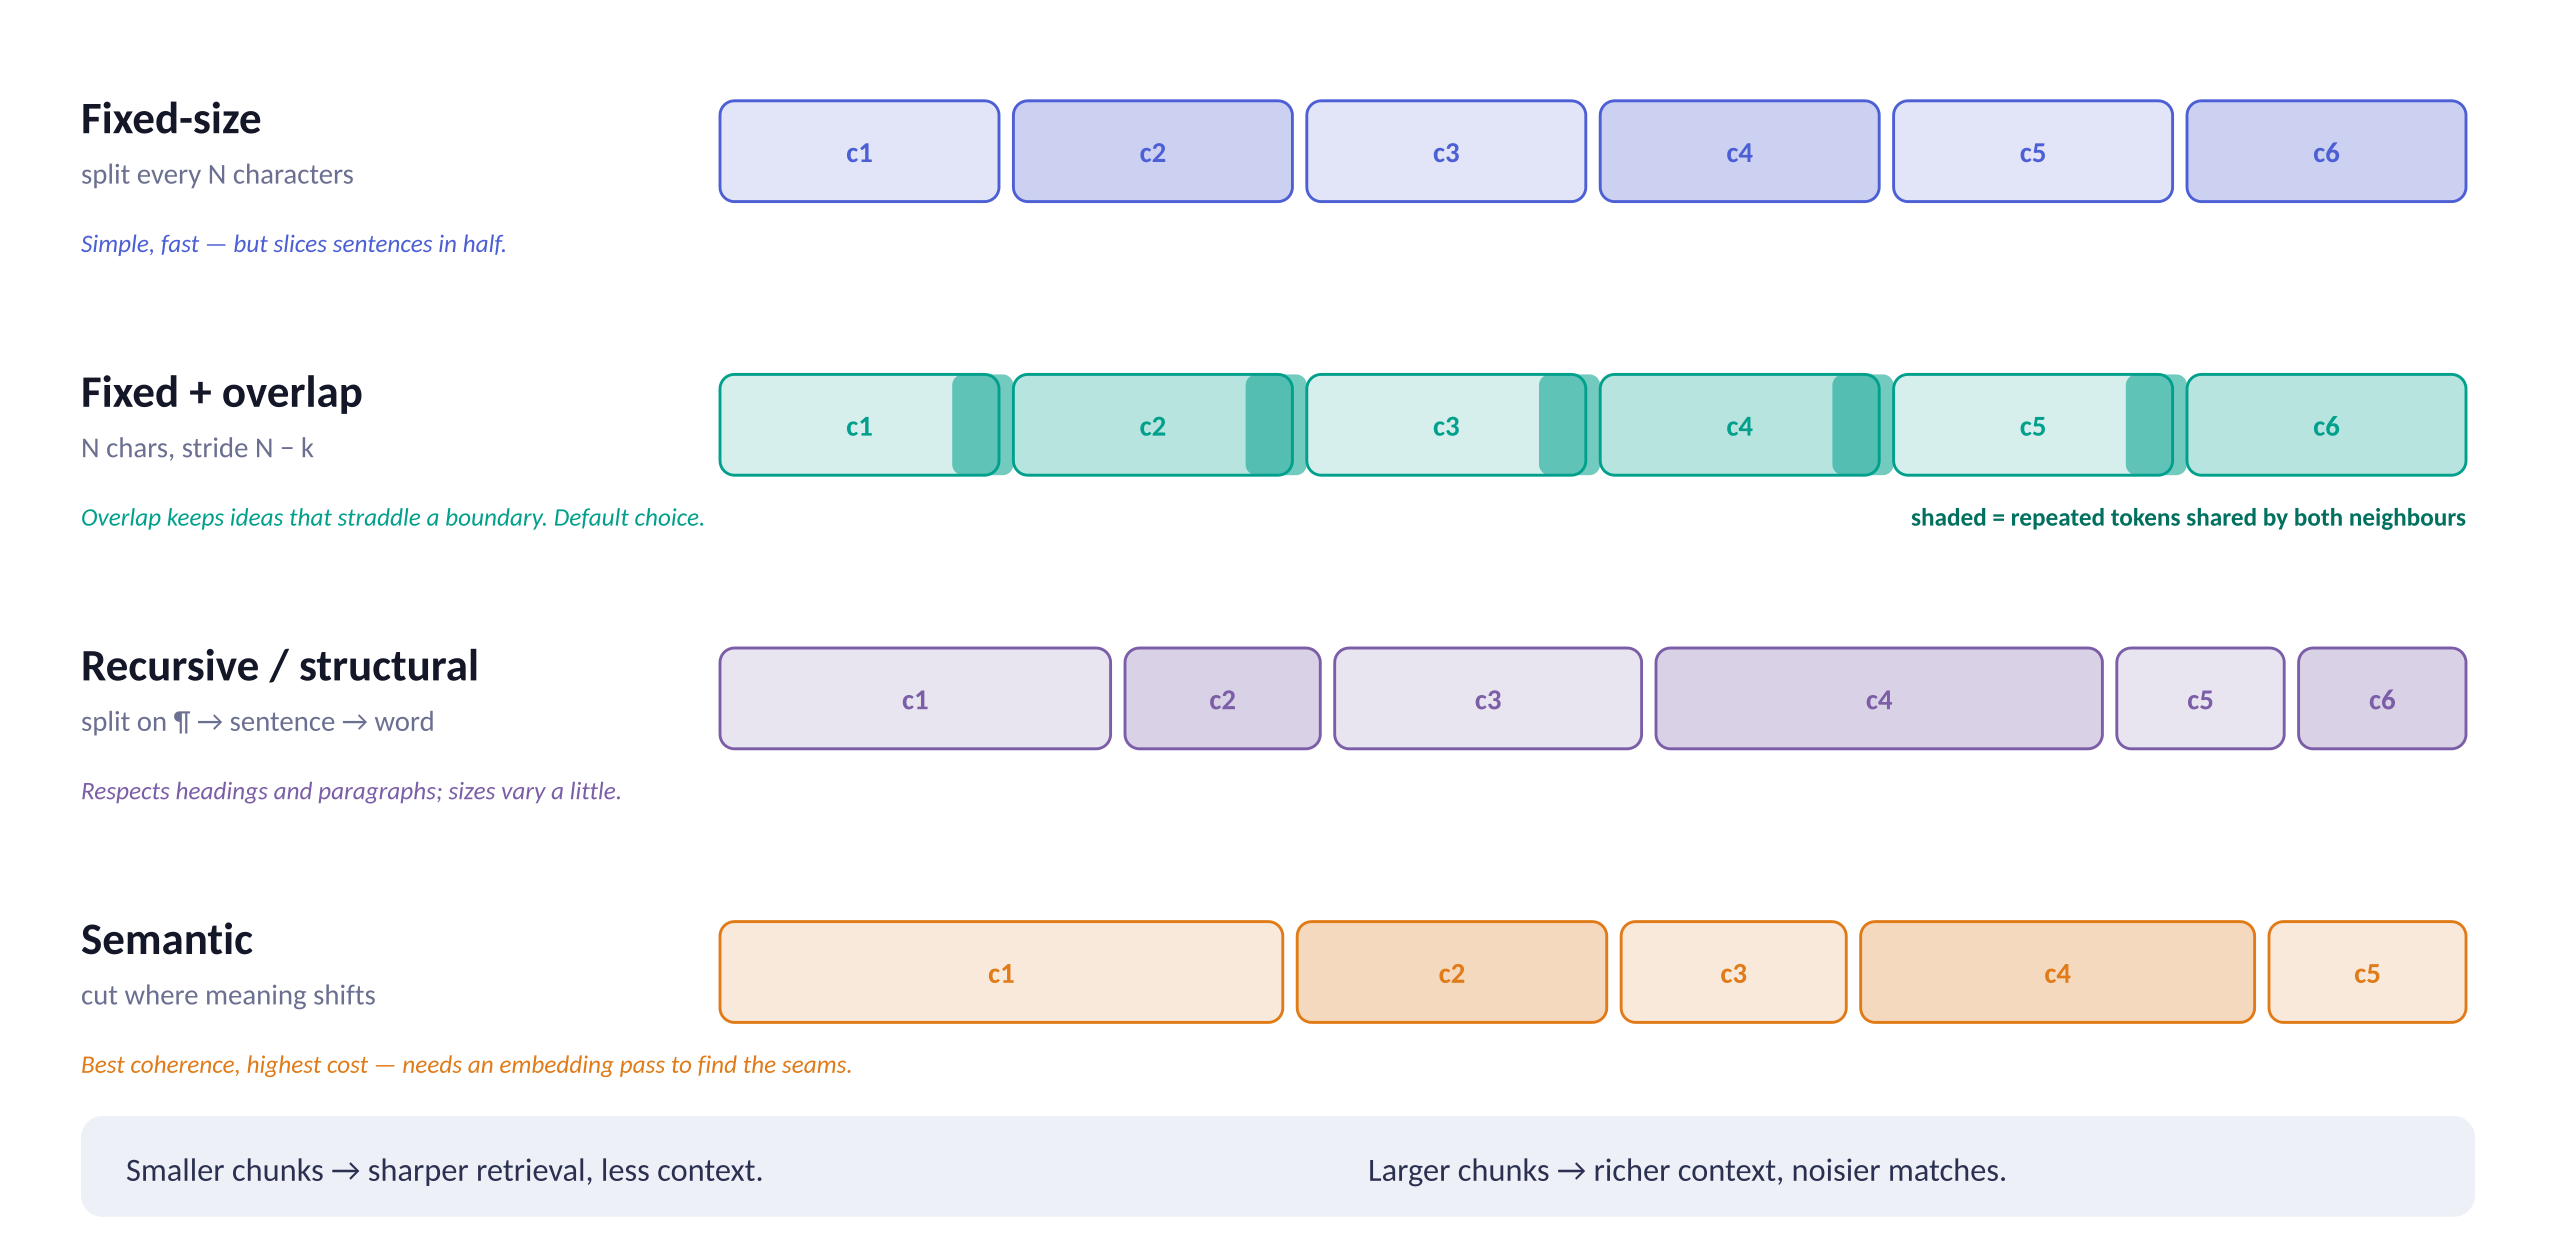 Fixed-size
split every N characters
Simple, fast — but slices sentences in half.
c1 c2 c3 c4 c5 c6
Fixed + overlap
N chars, stride N − k
Overlap keeps ideas that straddle a boundary. Default choice.
c1 c2 c3 c4 c5 c6
shaded = repeated tokens shared by both neighbours
Recursive / structural
split on ¶ → sentence → word
Respects headings and paragraphs; sizes vary a little.
c1 c2 c3 c4 c5 c6
Semantic
cut where meaning shifts
Best coherence, highest cost — needs an embedding pass to find the seams.
c1 c2 c3 c4 c5
Smaller chunks → sharper retrieval, less context.
Larger chunks → richer context, noisier matches.